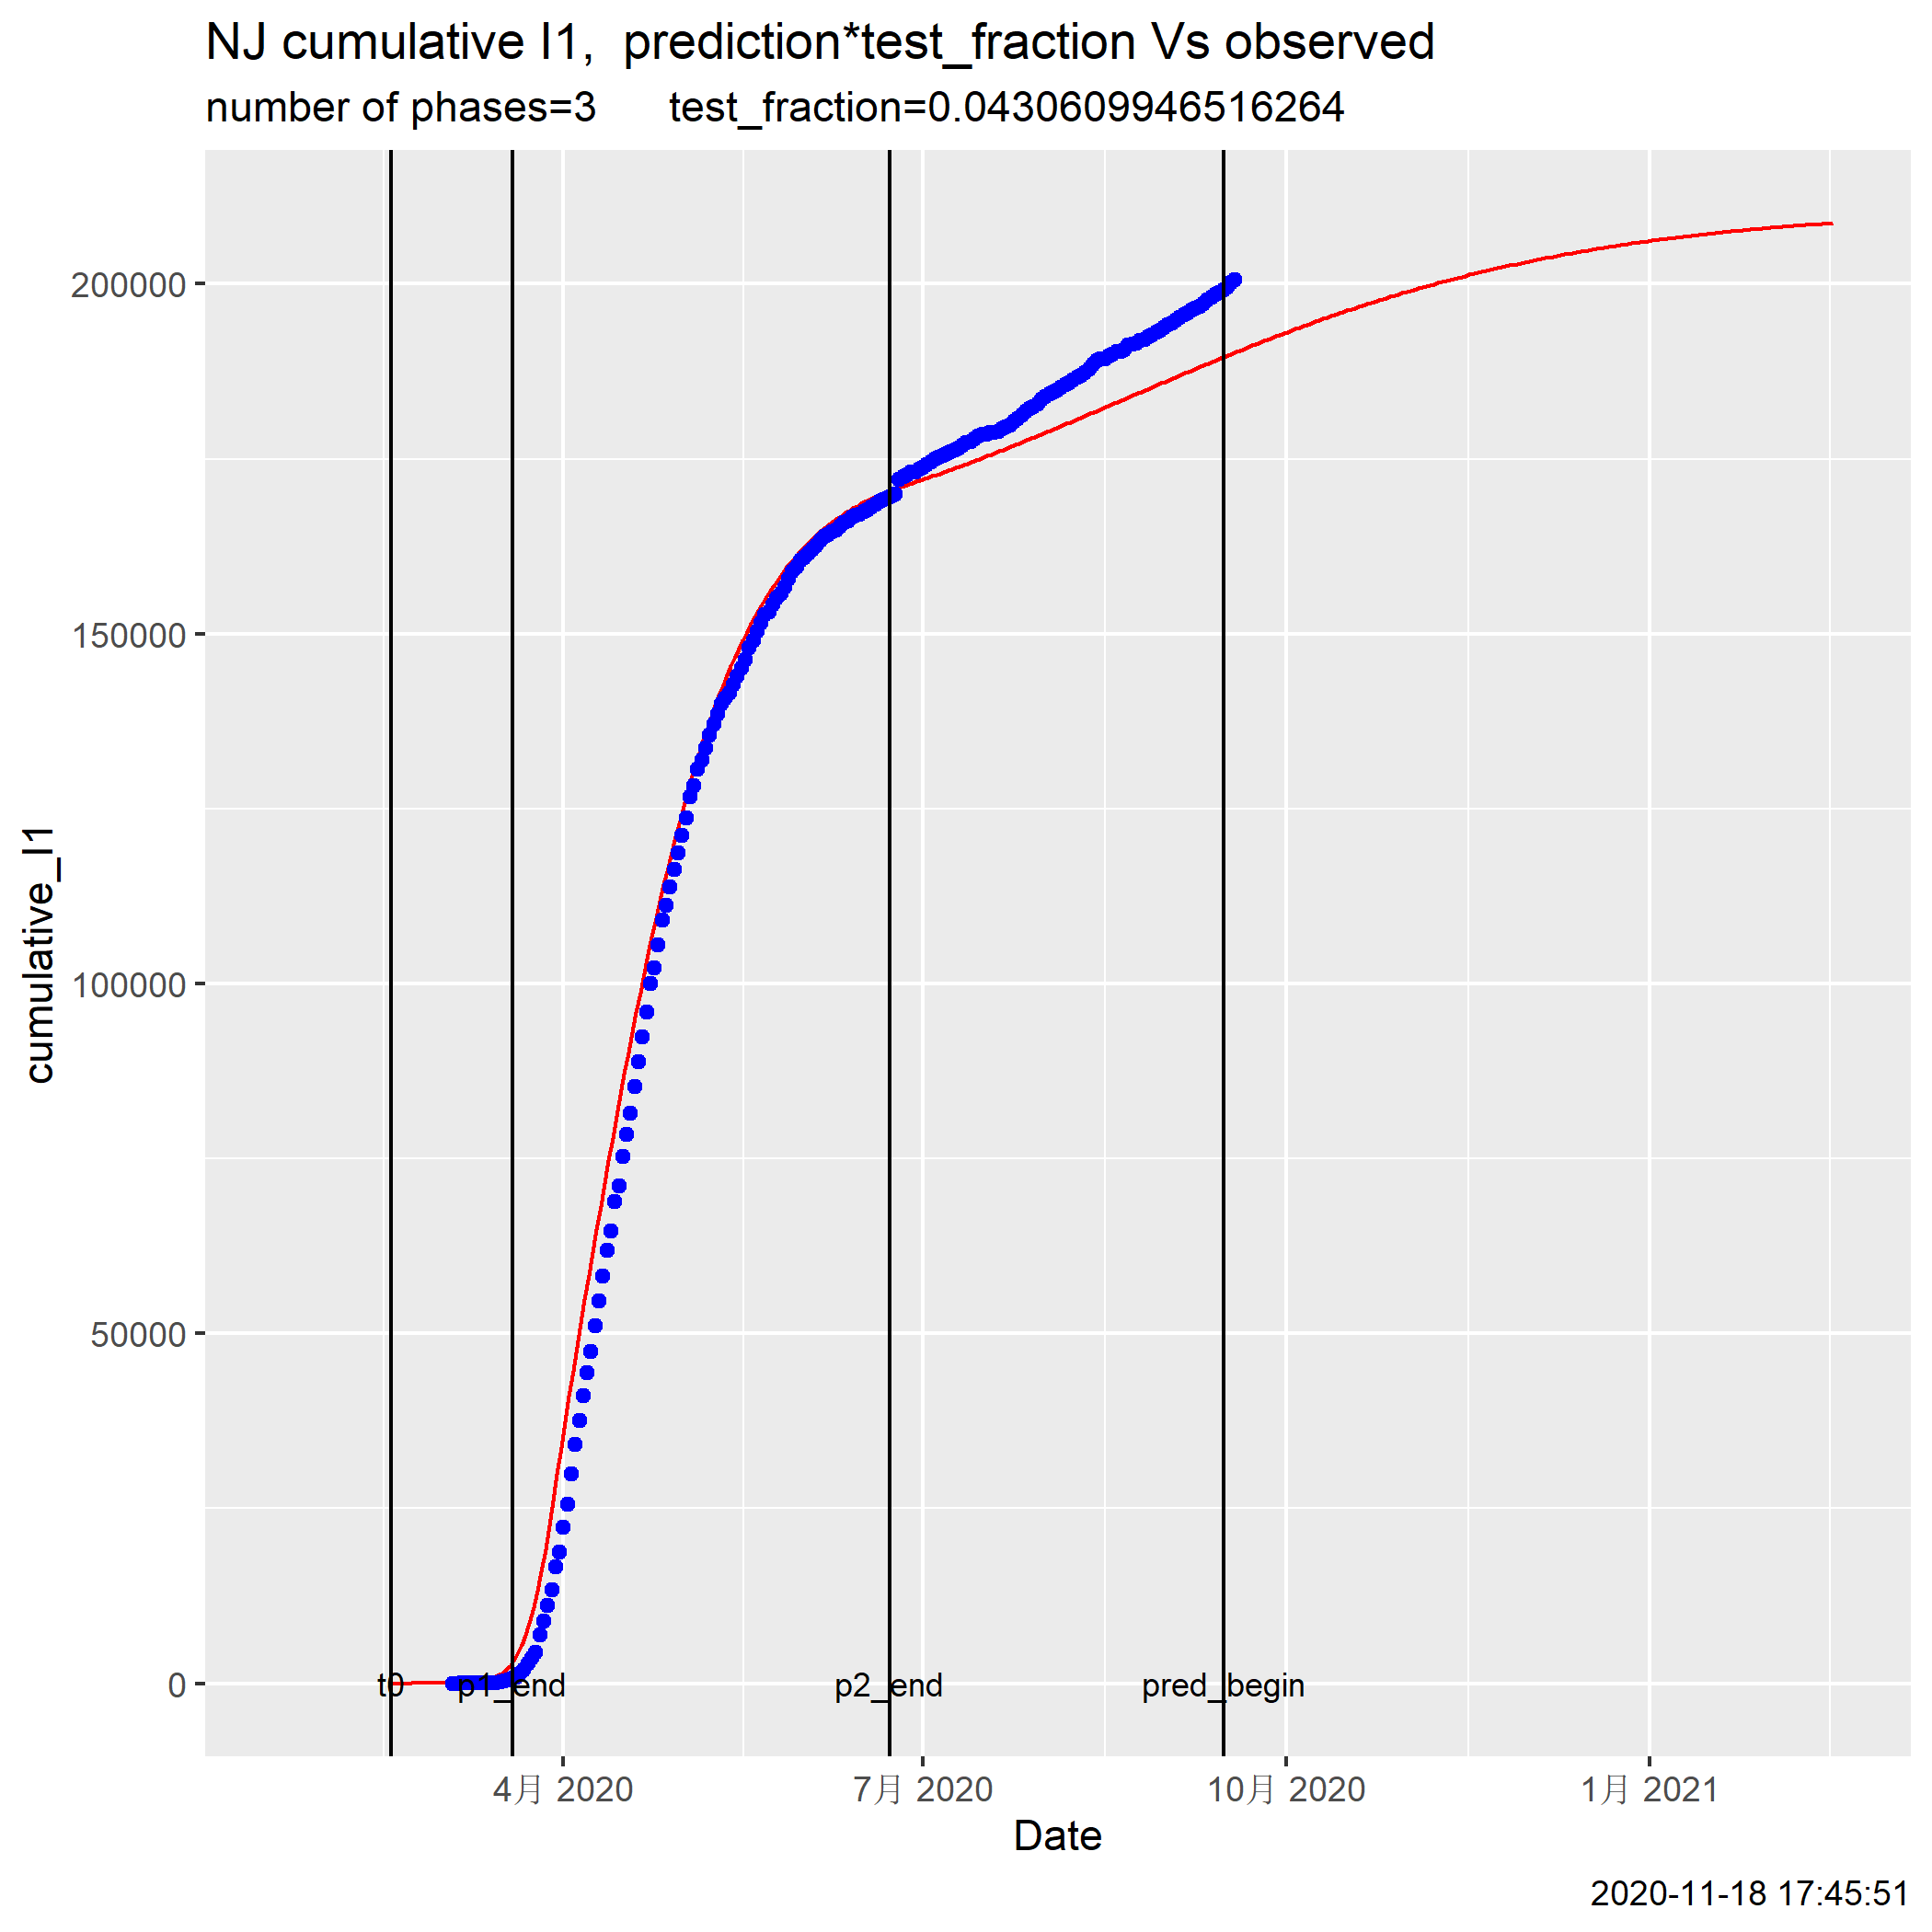 NJ cumulative I1,  prediction*test_fraction Vs observed
number of phases=3      test_fraction=0.0430609946516264
cumulative_I1
200000
150000
100000
50000
0
t0 p1_end p2_end pred_begin
4月 2020 7月 2020 10月 2020 1月 2021
Date
2020-11-18 17:45:51